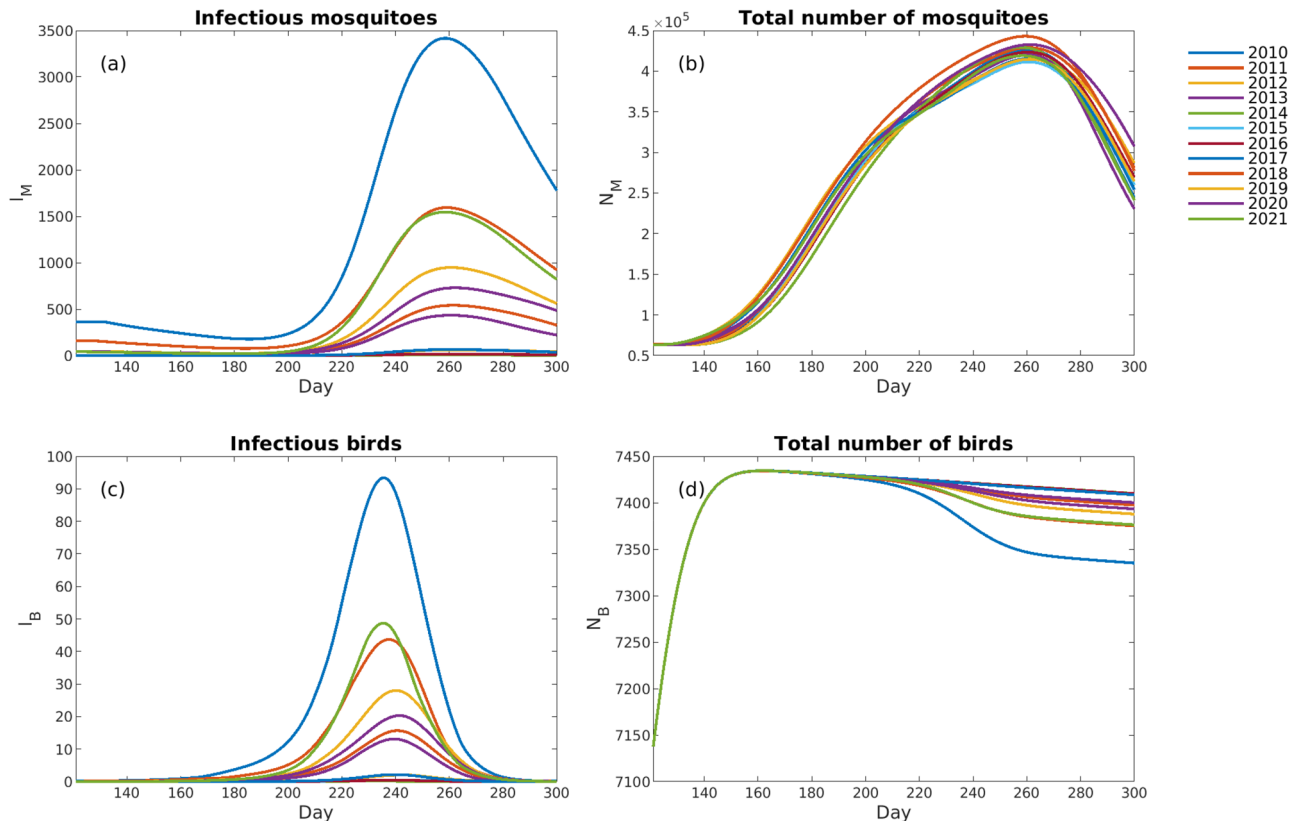 Infectious mosquitoes
(a)
I_M
3500
3000
2500
2000
1500
1000
500
0
140 160 180 200 220 240 260 280 300
Day
Total number of mosquitoes
×10^5
(b)
N_M
4.5
4
3.5
3
2.5
2
1.5
1
0.5
140 160 180 200 220 240 260 280 300
Day
2010
2011
2012
2013
2014
2015
2016
2017
2018
2019
2020
2021
Infectious birds
(c)
I_B
100
90
80
70
60
50
40
30
20
10
0
140 160 180 200 220 240 260 280 300
Day
Total number of birds
(d)
N_B
7450
7400
7350
7300
7250
7200
7150
7100
140 160 180 200 220 240 260 280 300
Day